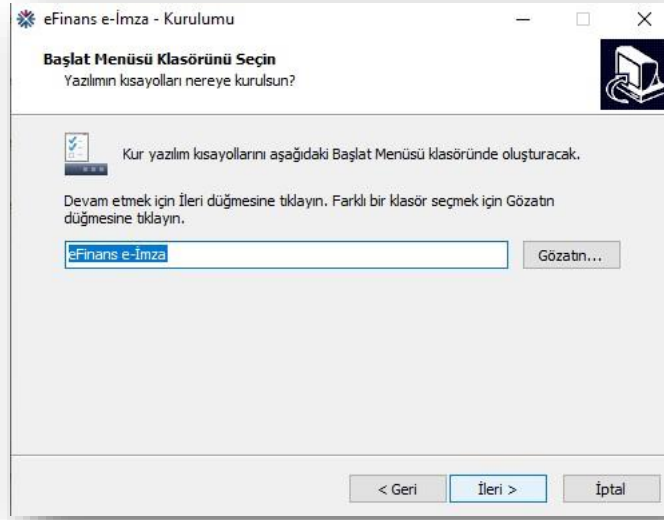 eFinans e-İmza - Kurulumu
Başlat Menüsü Klasörünü Seçin
Yazılımın kısayolları nereye kurulsun?
Kur yazılım kısayollarını aşağıdaki Başlat Menüsü klasöründe oluşturacak.
Devam etmek için İleri düğmesine tıklayın. Farklı bir klasör seçmek için Gözatın
düğmesine tıklayın.
eFinans e-İmza
Gözatın...
< Geri
İleri >
İptal